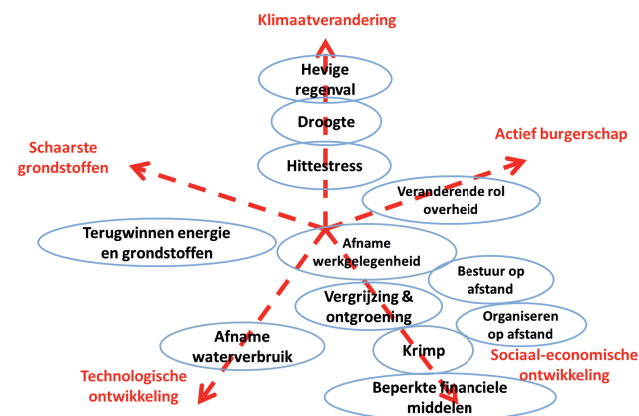 Klimaatverandering
Hevige
regenval
Droogte
Hittestress
Schaarste
grondstoffen
Actief burgerschap
Veranderende rol
overheid
Terugwinnen energie
en grondstoffen
Afname
werkgelegenheid
Bestuur op
afstand
Vergrijzing &
ontgroening
Organiseren
op afstand
Afname
waterverbruik
Krimp
Sociaal-economische
ontwikkeling
Technologische
ontwikkeling
Beperkte financiele
middelen